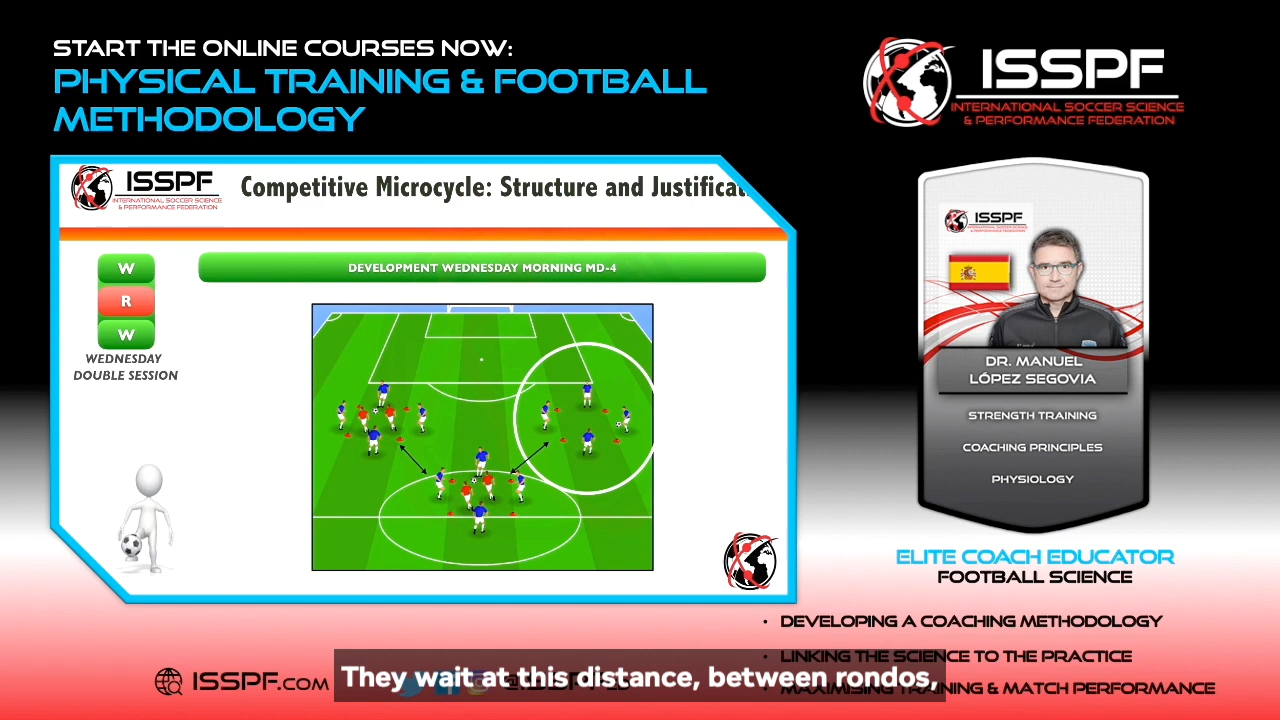 START THE ONLINE COURSES NOW:
PHYSICAL TRAINING & FOOTBALL
METHODOLOGY
ISSPF
INTERNATIONAL SOCCER SCIENCE
& PERFORMANCE FEDERATION
ISSPF
INTERNATIONAL SOCCER SCIENCE
& PERFORMANCE FEDERATION
Competitive Microcycle: Structure and
W
R
W
WEDNESDAY
DOUBLE SESSION
DEVELOPMENT WEDNESDAY MORNING MD-4
ISSPF
DR. MANUEL
LÓPEZ SEGOVIA
STRENGTH TRAINING
COACHING PRINCIPLES
PHYSIOLOGY
ELITE COACH EDUCATOR
FOOTBALL SCIENCE
• DEVELOPING A COACHING METHODOLOGY
• LINKING THE SCIENCE TO THE PRACTICE
TRAINING & MATCH PERFORMANCE
ISSPF.COM
They wait at this distance, between rondos,